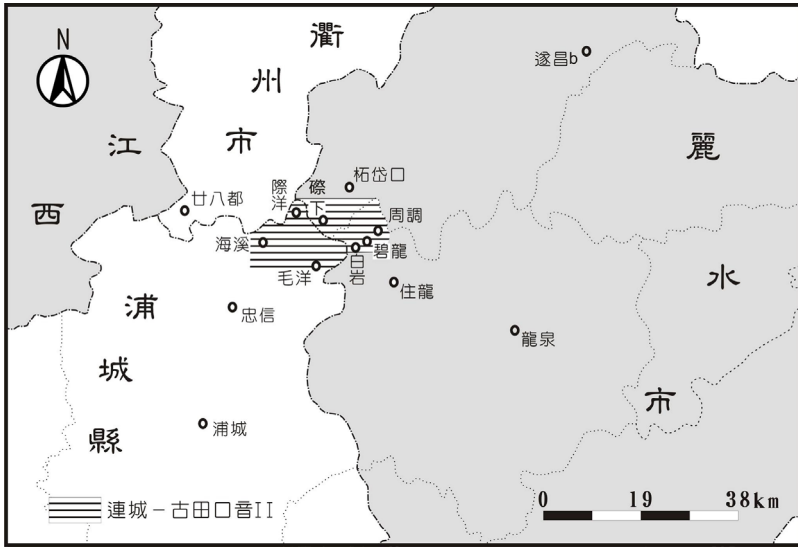 N
衢
州
市
江
西
遂昌b
麗
水
市
柘岱口
廿八都
際洋
磜下
周調
海溪
碧龍
白岩
毛洋
住龍
忠信
龍泉
浦
城
縣
浦城
連城－古田口音II
0 19 38km